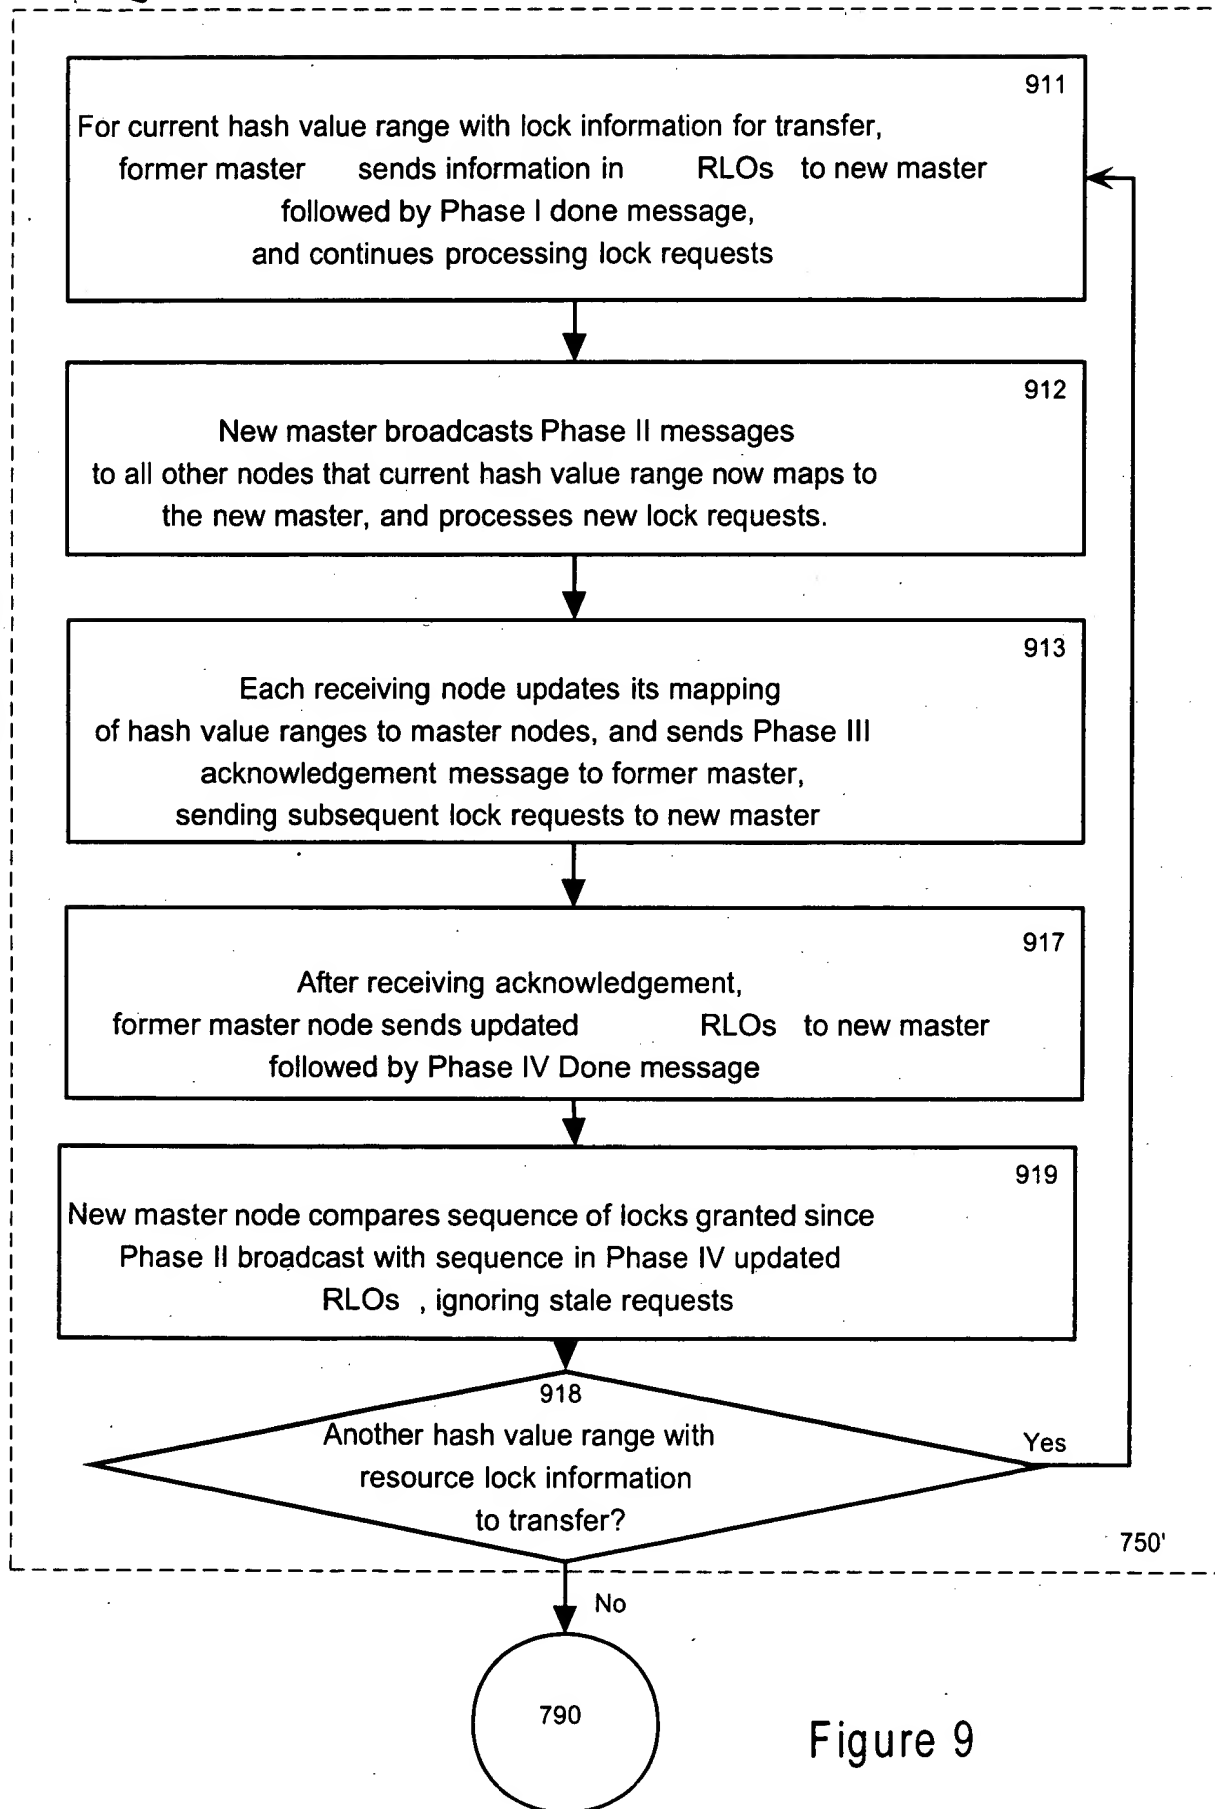 911
For current hash value range with lock information for transfer,
former master sends information in RLOs to new master
followed by Phase I done message,
and continues processing lock requests
912
New master broadcasts Phase II messages
to all other nodes that current hash value range now maps to
the new master, and processes new lock requests.
913
Each receiving node updates its mapping
of hash value ranges to master nodes, and sends Phase III
acknowledgement message to former master,
sending subsequent lock requests to new master
917
After receiving acknowledgement,
former master node sends updated RLOs to new master
followed by Phase IV Done message
919
New master node compares sequence of locks granted since
Phase II broadcast with sequence in Phase IV updated
RLOs , ignoring stale requests
918
Another hash value range with
resource lock information
to transfer?
Yes
750'
No
790
Figure 9